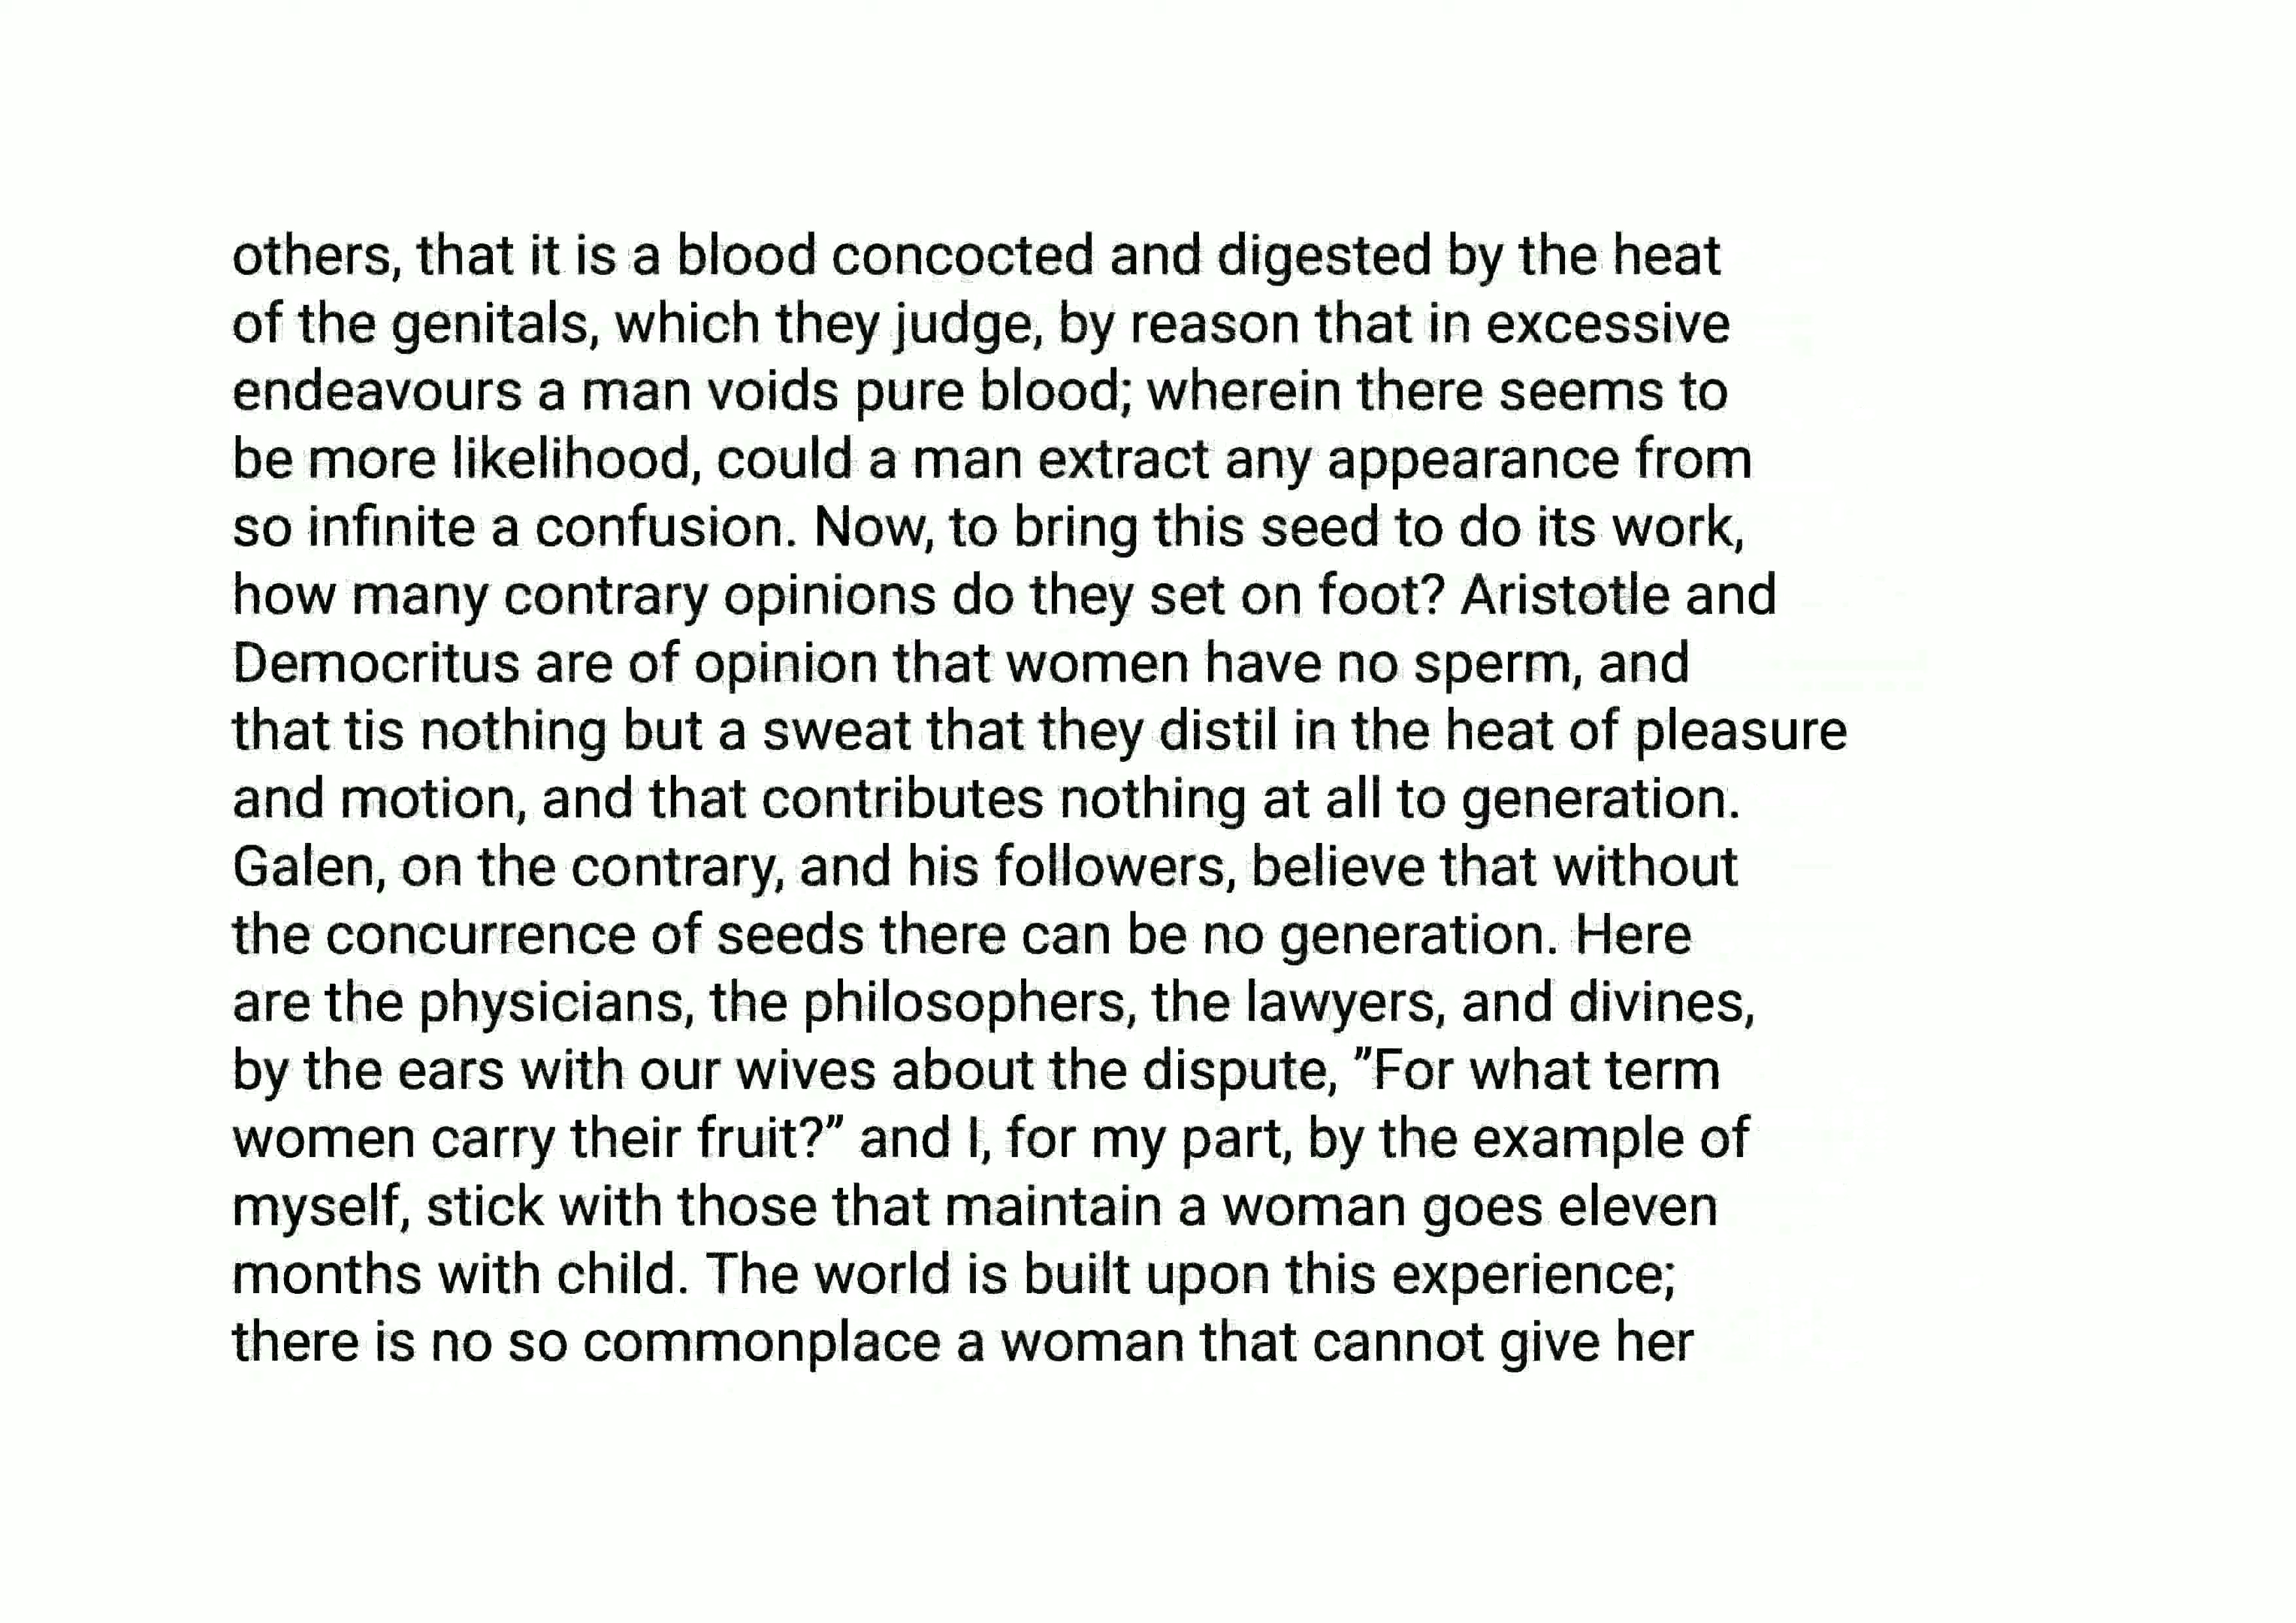 others, that it is a blood concocted and digested by the heat
of the genitals, which they judge, by reason that in excessive
endeavours a man voids pure blood; wherein there seems to
be more likelihood, could a man extract any appearance from
so infinite a confusion. Now, to bring this seed to do its work,
how many contrary opinions do they set on foot? Aristotle and
Democritus are of opinion that women have no sperm, and
that tis nothing but a sweat that they distil in the heat of pleasure
and motion, and that contributes nothing at all to generation.
Galen, on the contrary, and his followers, believe that without
the concurrence of seeds there can be no generation. Here
are the physicians, the philosophers, the lawyers, and divines,
by the ears with our wives about the dispute, ”For what term
women carry their fruit?” and I, for my part, by the example of
myself, stick with those that maintain a woman goes eleven
months with child. The world is built upon this experience;
there is no so commonplace a woman that cannot give her